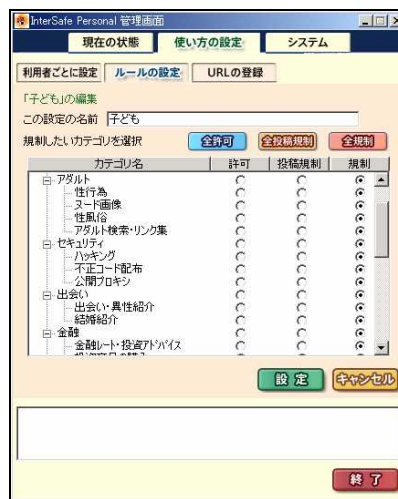 InterSafe Personal 管理画面
現在の状態 使い方の設定 システム
利用者ごとに設定 ルールの設定 URLの登録
「子ども」の編集
この設定の名前 子ども
規制したいカテゴリを選択 全許可 全投稿規制 全規制
カテゴリ名 許可 投稿規制 規制
アダルト
性行為
ヌード画像
性風俗
アダルト検索・リンク集
セキュリティ
ハッキング
不正コード配布
公開プロキシ
出会い
出会い・異性紹介
結婚紹介
金融
金融レート・投資アドバイス
設定 キャンセル
終了